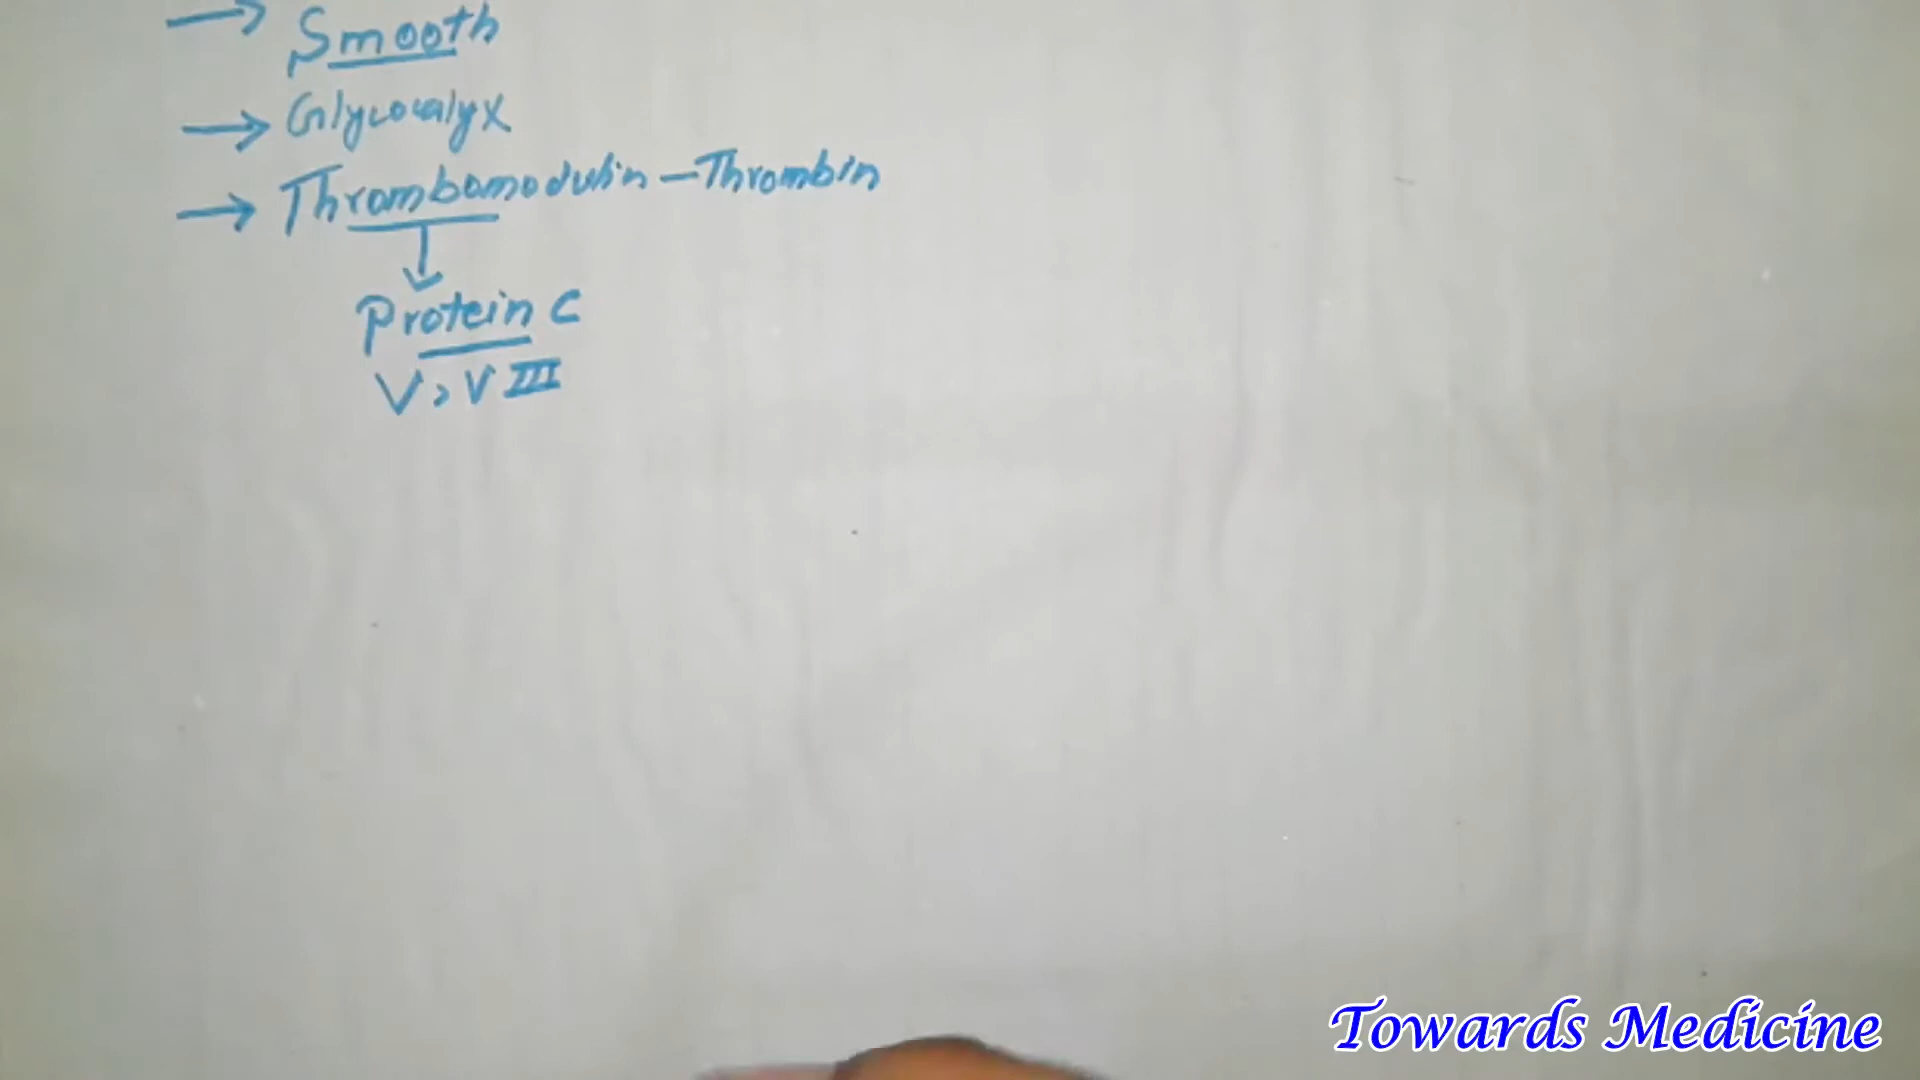 → Smooth
→ Glycocalyx
→ Thrombomodulin – Thrombin
↓
Protein C
V, VIII
Towards Medicine